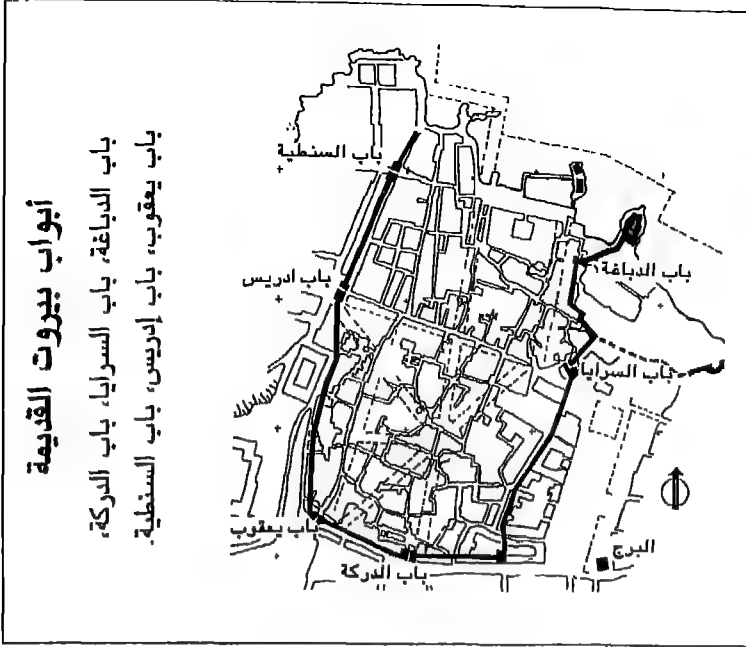 أبواب بيروت القديمة
باب الدباغة، باب السرايا، باب الدركة،
باب يعقوب، باب إدريس، باب السنطية.
باب السنطية
باب ادريس
باب الدباغة
باب السرايا
باب يعقوب
باب الدركة
البرج